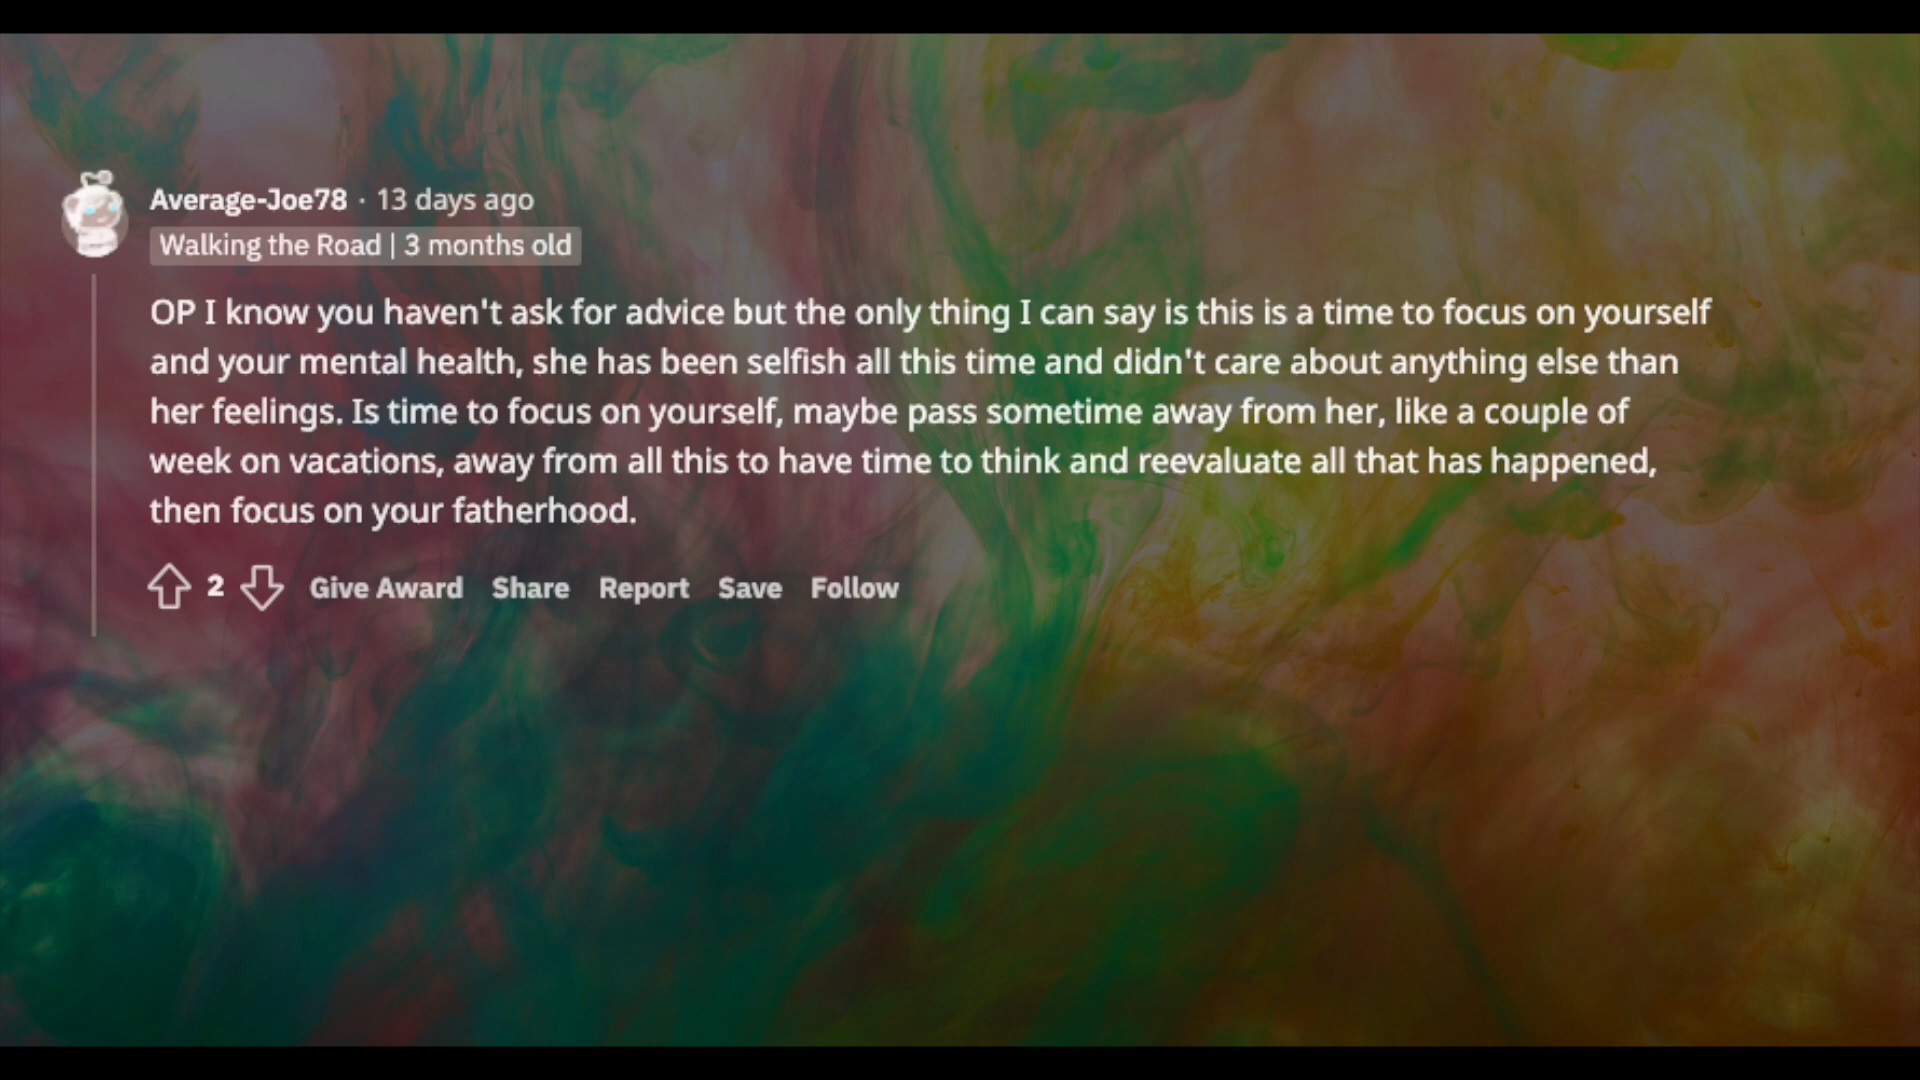 Average-Joe78 · 13 days ago
Walking the Road | 3 months old
OP I know you haven't ask for advice but the only thing I can say is this is a time to focus on yourself
and your mental health, she has been selfish all this time and didn't care about anything else than
her feelings. Is time to focus on yourself, maybe pass sometime away from her, like a couple of
week on vacations, away from all this to have time to think and reevaluate all that has happened,
then focus on your fatherhood.
2 Give Award Share Report Save Follow